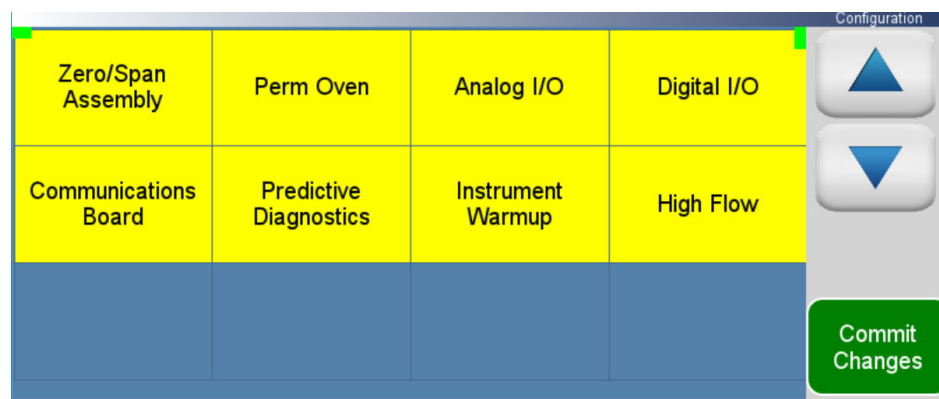 Configuration
Zero/Span
Assembly
Perm Oven
Analog I/O
Digital I/O
Communications
Board
Predictive
Diagnostics
Instrument
Warmup
High Flow
Commit
Changes